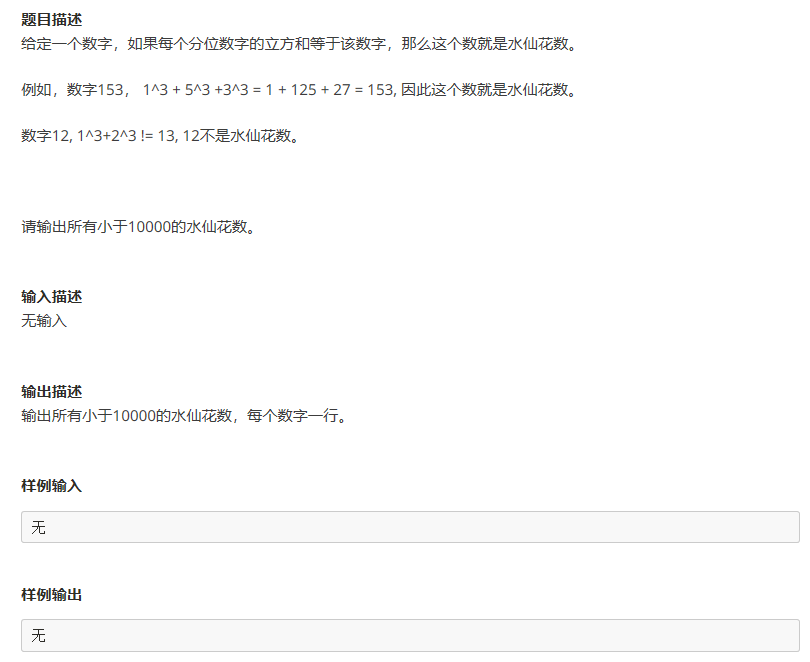 题目描述
给定一个数字，如果每个分位数字的立方和等于该数字，那么这个数就是水仙花数。
例如，数字153， 1^3 + 5^3 +3^3 = 1 + 125 + 27 = 153, 因此这个数就是水仙花数。
数字12, 1^3+2^3 != 13, 12不是水仙花数。
请输出所有小于10000的水仙花数。
输入描述
无输入
输出描述
输出所有小于10000的水仙花数，每个数字一行。
样例输入
无
样例输出
无